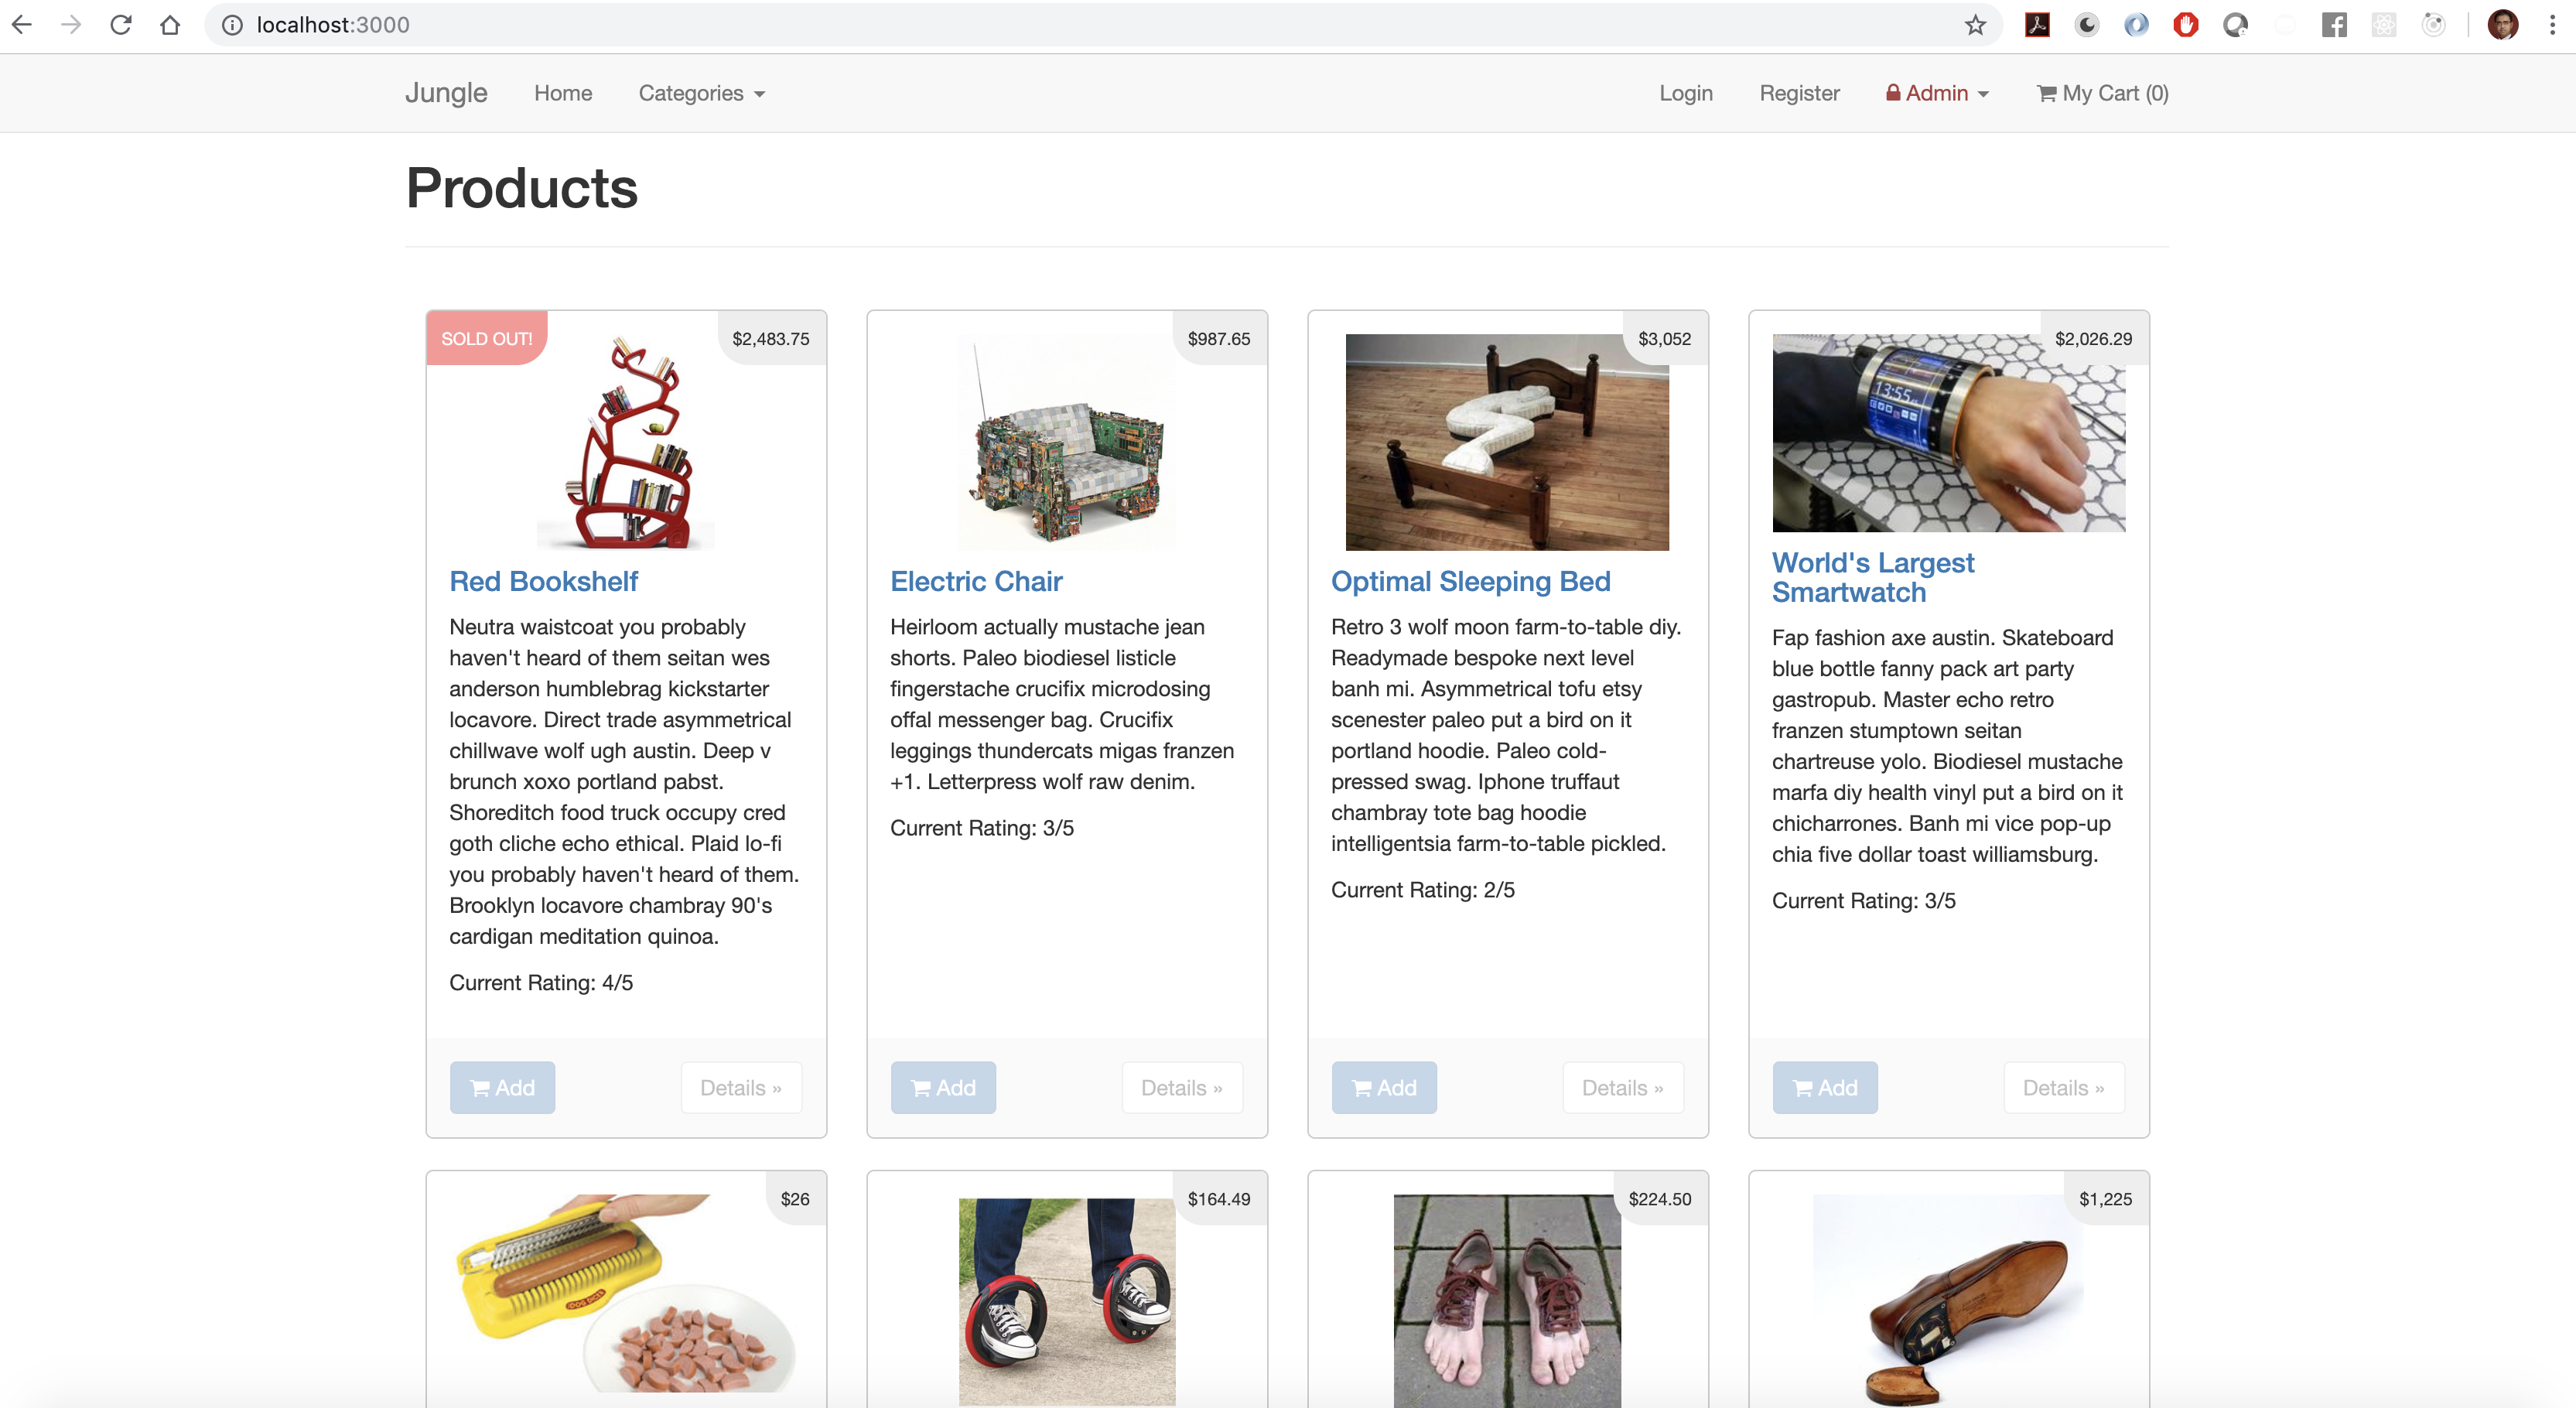 localhost:3000
Jungle Home Categories Login Register Admin My Cart (0)
Products
SOLD OUT! $2,483.75
Red Bookshelf
Neutra waistcoat you probably
haven't heard of them seitan wes
anderson humblebrag kickstarter
locavore. Direct trade asymmetrical
chillwave wolf ugh austin. Deep v
brunch xoxo portland pabst.
Shoreditch food truck occupy cred
goth cliche echo ethical. Plaid lo-fi
you probably haven't heard of them.
Brooklyn locavore chambray 90's
cardigan meditation quinoa.
Current Rating: 4/5
Add Details »
$987.65
Electric Chair
Heirloom actually mustache jean
shorts. Paleo biodiesel listicle
fingerstache crucifix microdosing
offal messenger bag. Crucifix
leggings thundercats migas franzen
+1. Letterpress wolf raw denim.
Current Rating: 3/5
Add Details »
$3,052
Optimal Sleeping Bed
Retro 3 wolf moon farm-to-table diy.
Readymade bespoke next level
banh mi. Asymmetrical tofu etsy
scenester paleo put a bird on it
portland hoodie. Paleo cold-
pressed swag. Iphone truffaut
chambray tote bag hoodie
intelligentsia farm-to-table pickled.
Current Rating: 2/5
Add Details »
$2,026.29
13:55
World's Largest
Smartwatch
Fap fashion axe austin. Skateboard
blue bottle fanny pack art party
gastropub. Master echo retro
franzen stumptown seitan
chartreuse yolo. Biodiesel mustache
marfa diy health vinyl put a bird on it
chicharrones. Banh mi vice pop-up
chia five dollar toast williamsburg.
Current Rating: 3/5
Add Details »
$26
$164.49
$224.50
$1,225